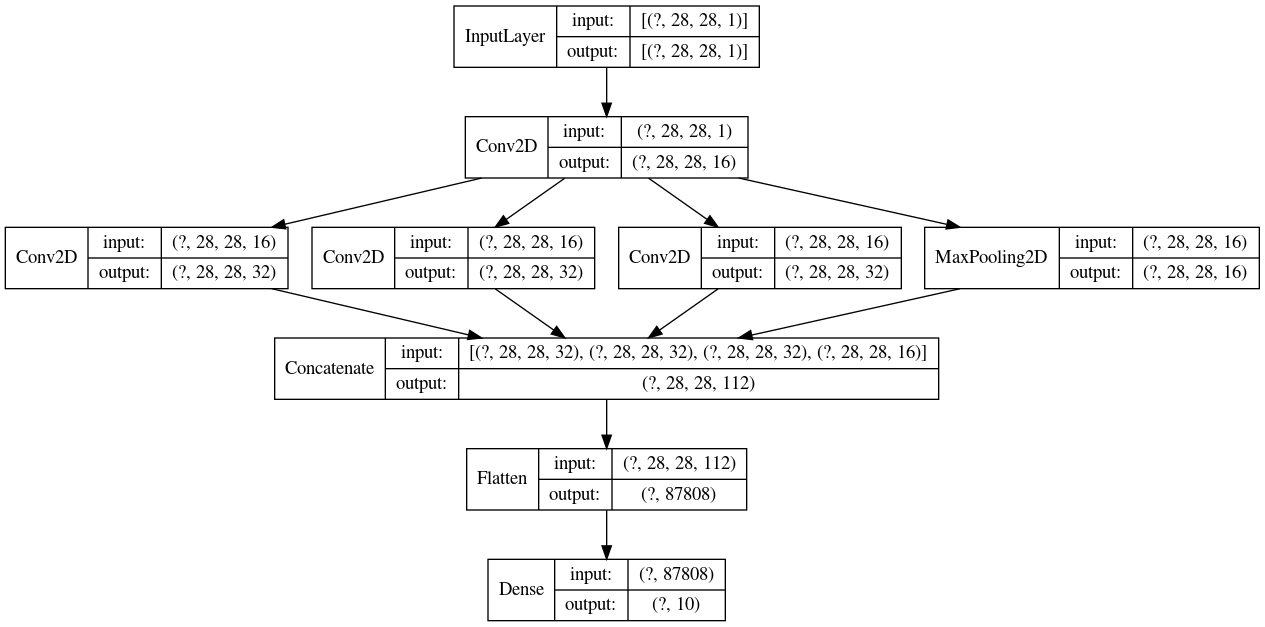 InputLayer input: [(?, 28, 28, 1)]
output: [(?, 28, 28, 1)]
Conv2D input: (?, 28, 28, 1)
output: (?, 28, 28, 16)
Conv2D input: (?, 28, 28, 16)
output: (?, 28, 28, 32)
Conv2D input: (?, 28, 28, 16)
output: (?, 28, 28, 32)
Conv2D input: (?, 28, 28, 16)
output: (?, 28, 28, 32)
MaxPooling2D input: (?, 28, 28, 16)
output: (?, 28, 28, 16)
Concatenate input: [(?, 28, 28, 32), (?, 28, 28, 32), (?, 28, 28, 32), (?, 28, 28, 16)]
output: (?, 28, 28, 112)
Flatten input: (?, 28, 28, 112)
output: (?, 87808)
Dense input: (?, 87808)
output: (?, 10)